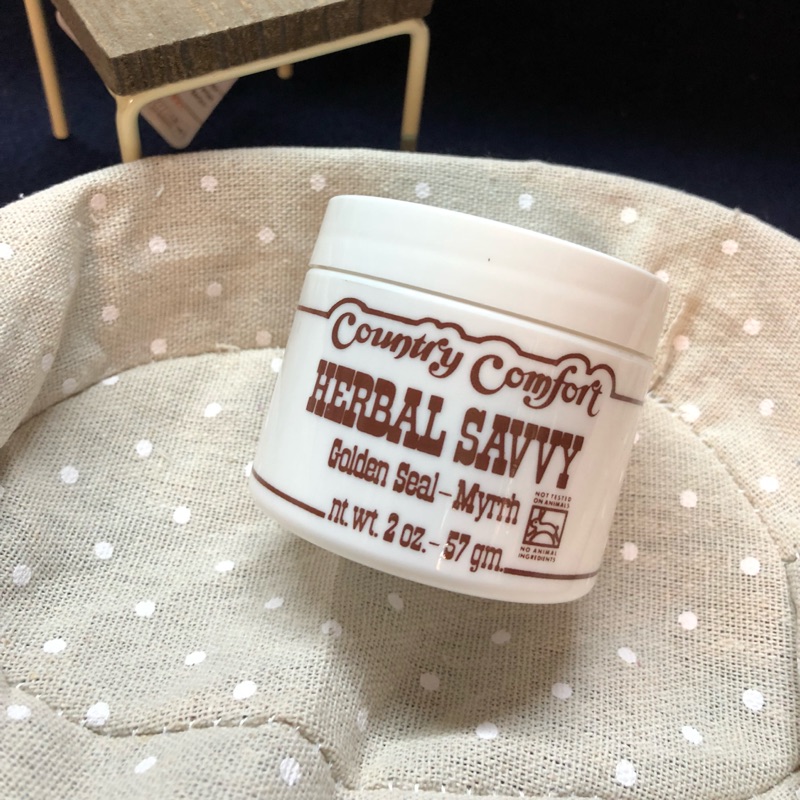 Country Comfort
HERBAL SAVVY
Golden Seal–Myrrh
nt. wt. 2 oz.–57 gm.
NOT TESTED
ON ANIMALS
NO ANIMAL
INGREDIENTS